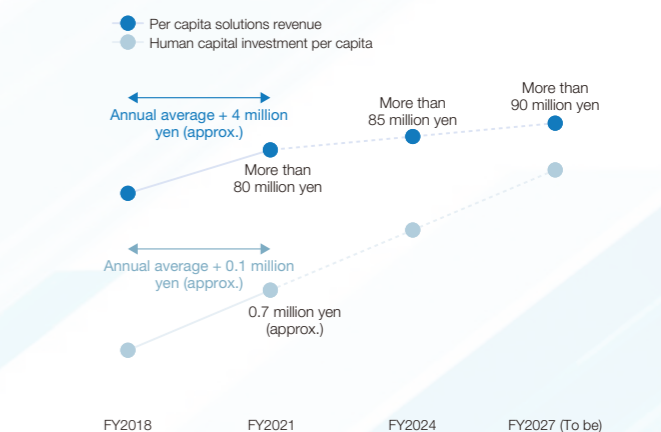 Per capita solutions revenue
Human capital investment per capita
Annual average + 4 million
yen (approx.)
More than
80 million yen
More than
85 million yen
More than
90 million yen
Annual average + 0.1 million
yen (approx.)
0.7 million yen
(approx.)
FY2018
FY2021
FY2024
FY2027 (To be)